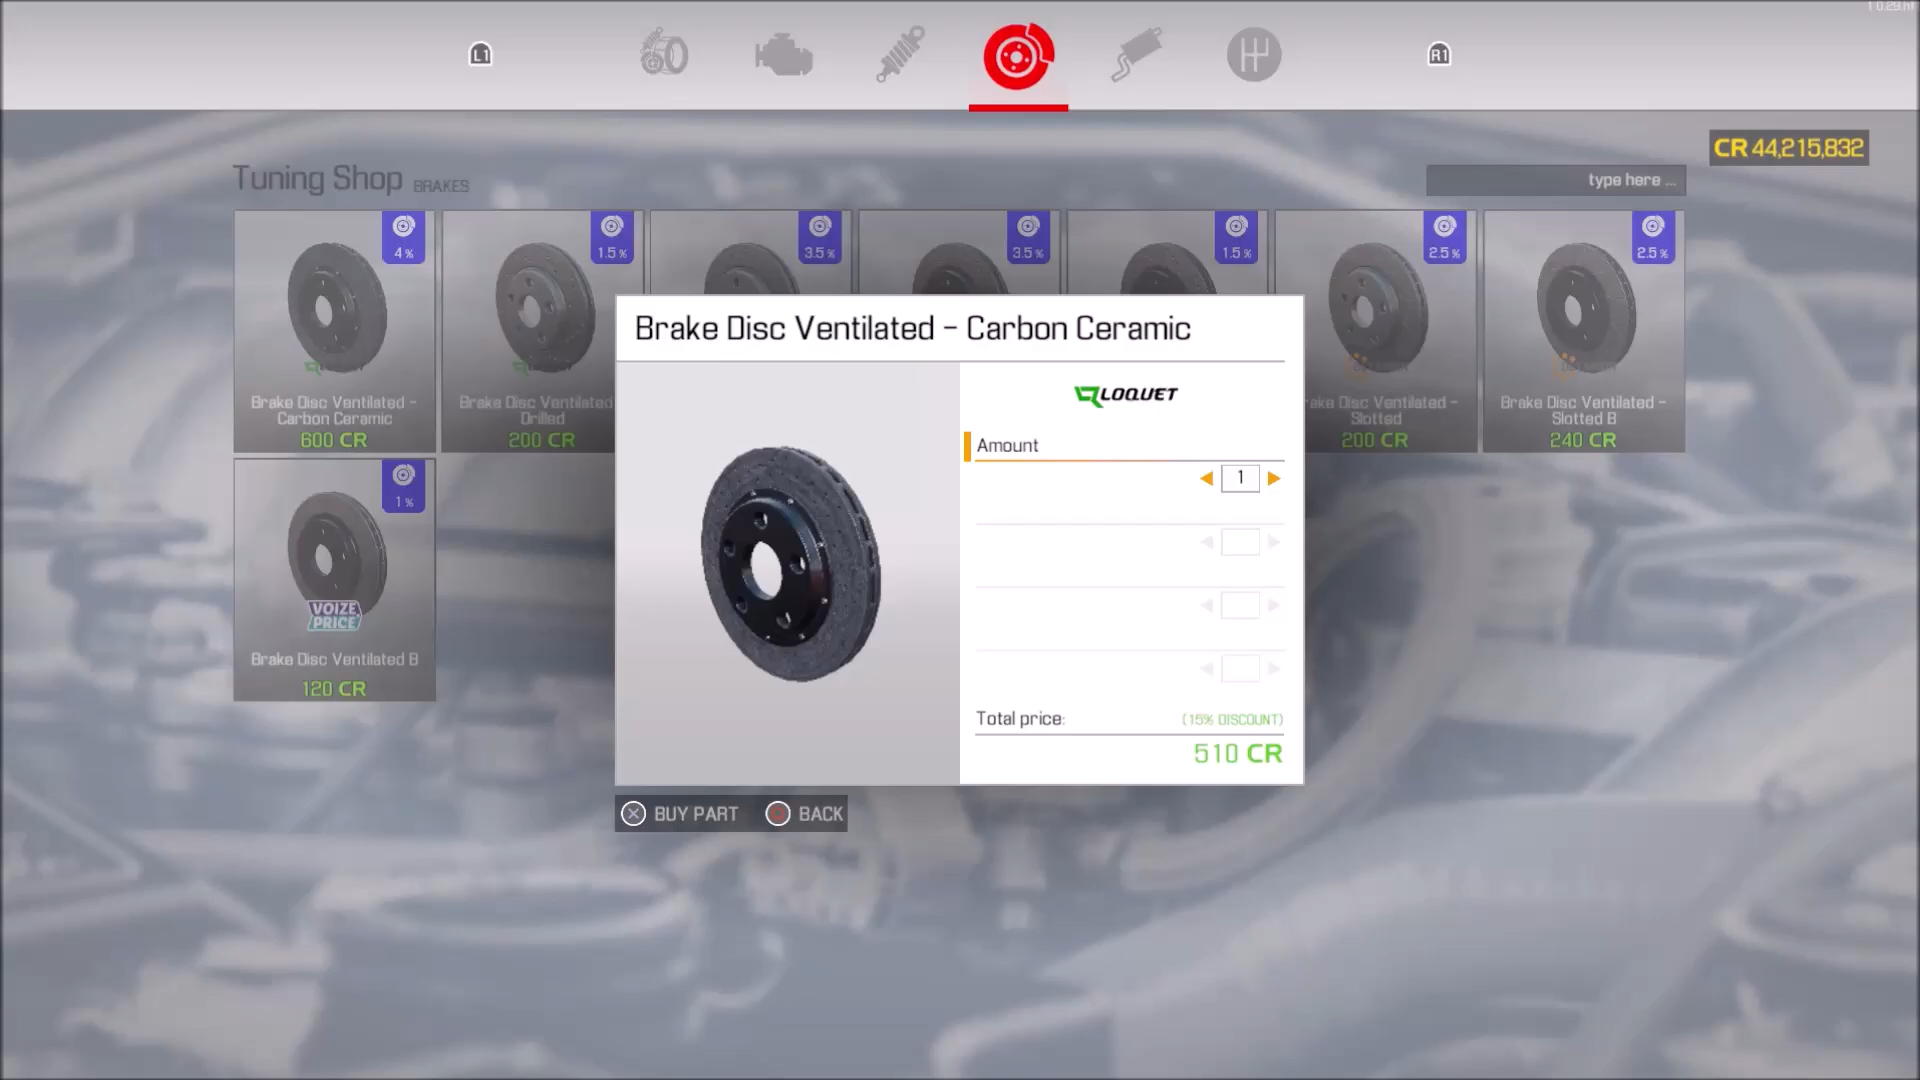 L1
R1
CR 44,215,832
Tuning Shop BRAKES
type here ...
4 %
1.5 %
3.5 %
3.5 %
1.5 %
2.5 %
2.5 %
Brake Disc Ventilated -
Carbon Ceramic
600 CR
Brake Disc Ventilated
Drilled
200 CR
Brake Disc Ventilated - Carbon Ceramic
LOQUET
Amount
1
Total price:
(15% DISCOUNT)
510 CR
rake Disc Ventilated -
Slotted
200 CR
Brake Disc Ventilated -
Slotted B
240 CR
1 %
VOIZE
PRICE
Brake Disc Ventilated B
120 CR
BUY PART
BACK